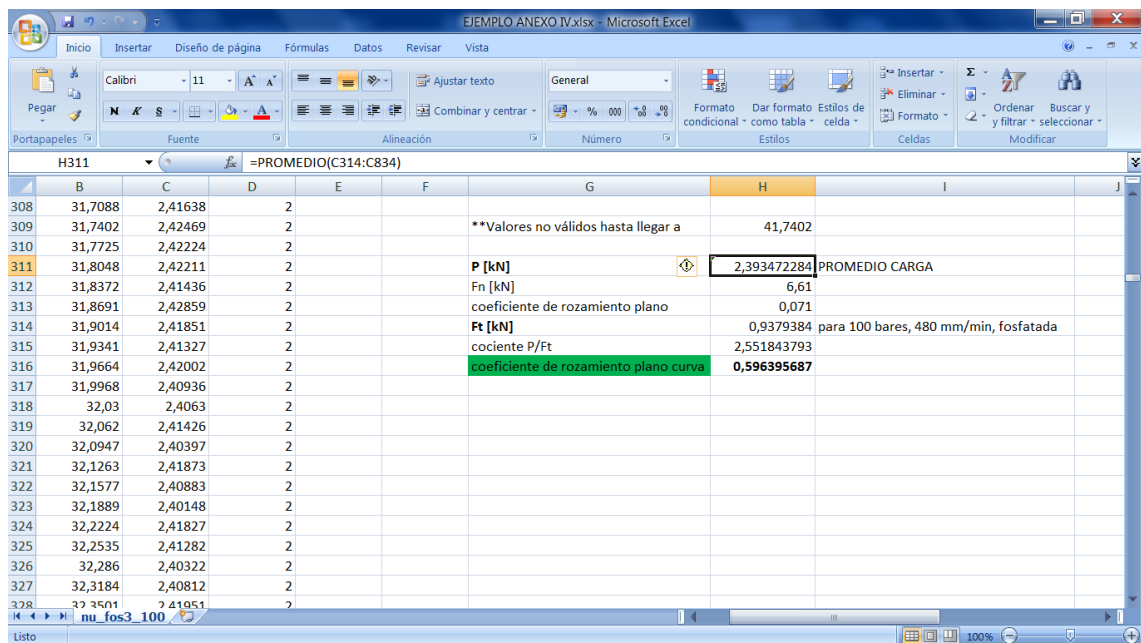 EJEMPLO ANEXO IV.xlsx - Microsoft Excel
Inicio Insertar Diseño de página Fórmulas Datos Revisar Vista
Pegar
Calibri 11
N K S
Ajustar texto
Combinar y centrar
General
% 000
Formato condicional
Dar formato como tabla
Estilos de celda
Insertar
Eliminar
Formato
Ordenar y filtrar
Buscar y seleccionar
Portapapeles Fuente Alineación Número Estilos Celdas Modificar
H311 fx =PROMEDIO(C314:C834)
B C D E F G H I J
308 31,7088 2,41638 2
309 31,7402 2,42469 2 **Valores no válidos hasta llegar a 41,7402
310 31,7725 2,42224 2
311 31,8048 2,42211 2 P [kN] 2,393472284 PROMEDIO CARGA
312 31,8372 2,41436 2 Fn [kN] 6,61
313 31,8691 2,42859 2 coeficiente de rozamiento plano 0,071
314 31,9014 2,41851 2 Ft [kN] 0,9379384 para 100 bares, 480 mm/min, fosfatada
315 31,9341 2,41327 2 cociente P/Ft 2,551843793
316 31,9664 2,42002 2 coeficiente de rozamiento plano curva 0,596395687
317 31,9968 2,40936 2
318 32,03 2,4063 2
319 32,062 2,41426 2
320 32,0947 2,40397 2
321 32,1263 2,41873 2
322 32,1577 2,40883 2
323 32,1889 2,40148 2
324 32,2224 2,41827 2
325 32,2535 2,41282 2
326 32,286 2,40322 2
327 32,3184 2,40812 2
328 32,3501 2,41951 2
nu_fos3_100
Listo 100%